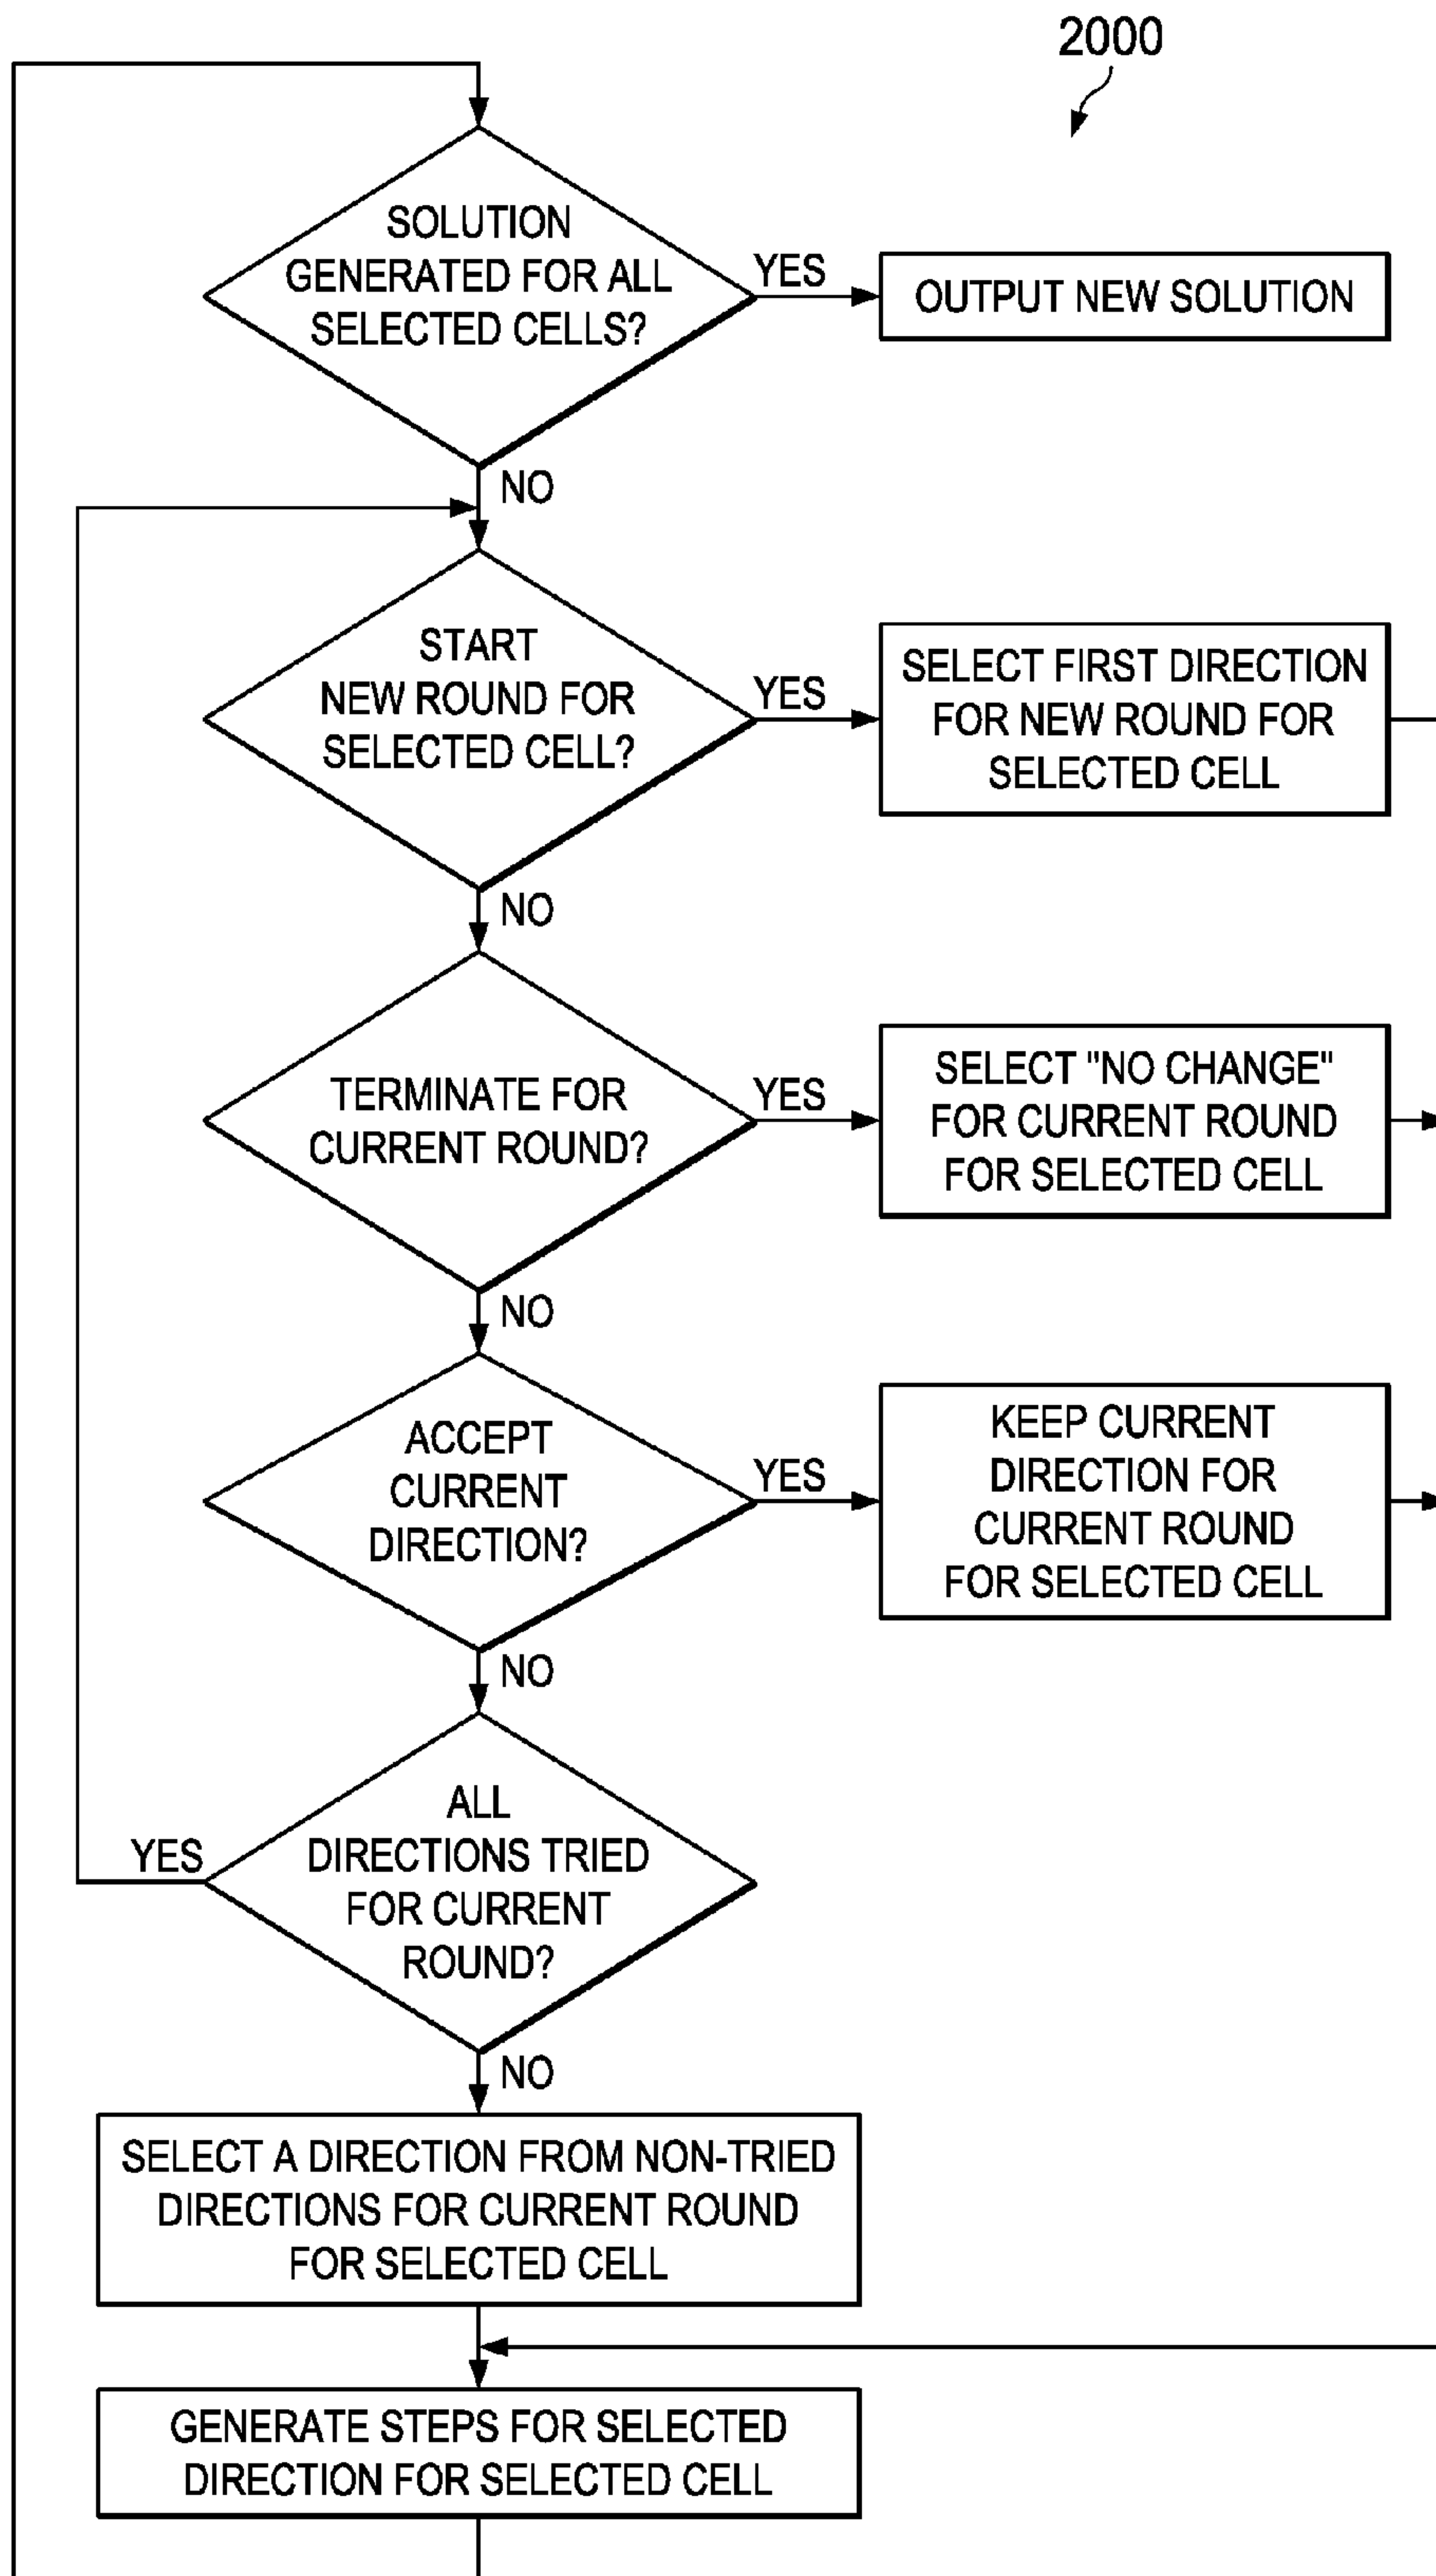 2000
SOLUTION
GENERATED FOR ALL
SELECTED CELLS?
YES
OUTPUT NEW SOLUTION
NO
START
NEW ROUND FOR
SELECTED CELL?
YES
SELECT FIRST DIRECTION
FOR NEW ROUND FOR
SELECTED CELL
NO
TERMINATE FOR
CURRENT ROUND?
YES
SELECT "NO CHANGE"
FOR CURRENT ROUND
FOR SELECTED CELL
NO
ACCEPT
CURRENT
DIRECTION?
YES
KEEP CURRENT
DIRECTION FOR
CURRENT ROUND
FOR SELECTED CELL
NO
ALL
DIRECTIONS TRIED
FOR CURRENT
ROUND?
YES
NO
SELECT A DIRECTION FROM NON-TRIED
DIRECTIONS FOR CURRENT ROUND
FOR SELECTED CELL
GENERATE STEPS FOR SELECTED
DIRECTION FOR SELECTED CELL